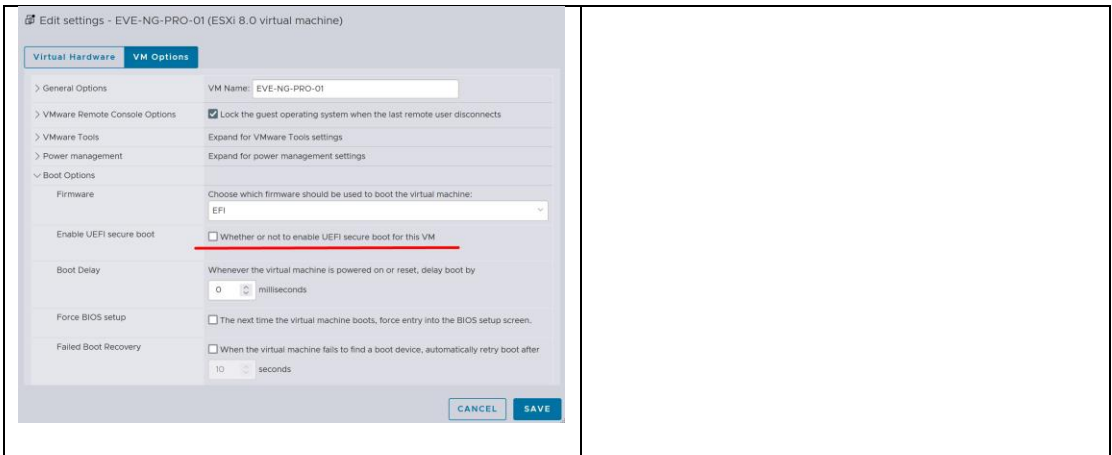 Edit settings - EVE-NG-PRO-01 (ESXi 8.0 virtual machine)
Virtual Hardware VM Options
General Options VM Name: EVE-NG-PRO-01
VMware Remote Console Options Lock the guest operating system when the last remote user disconnects
VMware Tools Expand for VMware Tools settings
Power management Expand for power management settings
Boot Options
Firmware Choose which firmware should be used to boot the virtual machine:
EFI
Enable UEFI secure boot Whether or not to enable UEFI secure boot for this VM
Boot Delay Whenever the virtual machine is powered on or reset, delay boot by
0 milliseconds
Force BIOS setup The next time the virtual machine boots, force entry into the BIOS setup screen.
Failed Boot Recovery When the virtual machine fails to find a boot device, automatically retry boot after
10 seconds
CANCEL SAVE